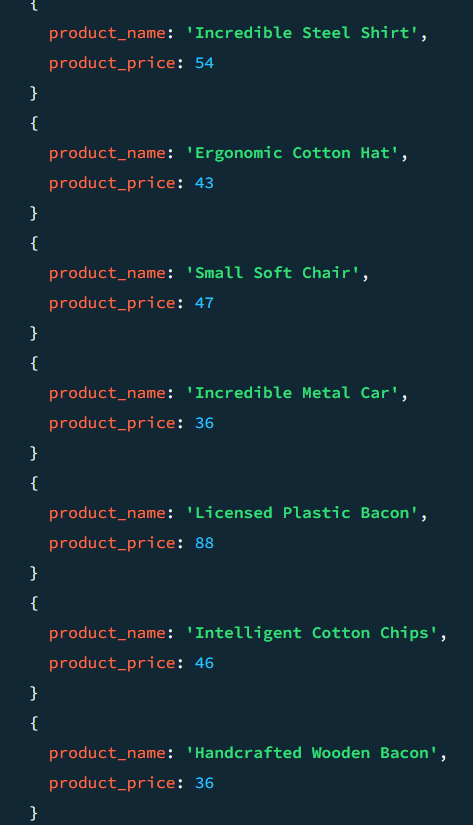 {
product_name: 'Incredible Steel Shirt',
product_price: 54
}
{
product_name: 'Ergonomic Cotton Hat',
product_price: 43
}
{
product_name: 'Small Soft Chair',
product_price: 47
}
{
product_name: 'Incredible Metal Car',
product_price: 36
}
{
product_name: 'Licensed Plastic Bacon',
product_price: 88
}
{
product_name: 'Intelligent Cotton Chips',
product_price: 46
}
{
product_name: 'Handcrafted Wooden Bacon',
product_price: 36
}